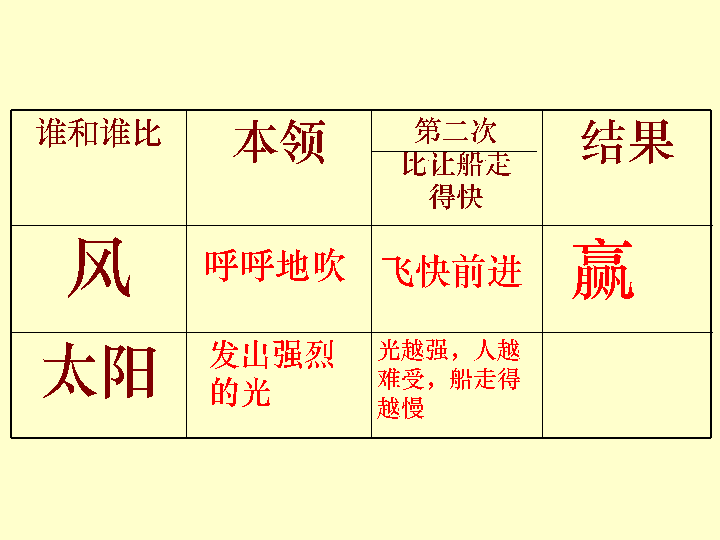 谁和谁比
本领
第二次
比让船走
得快
结果
风
呼呼地吹
飞快前进
赢
太阳
发出强烈
的光
光越强，人越
难受，船走得
越慢